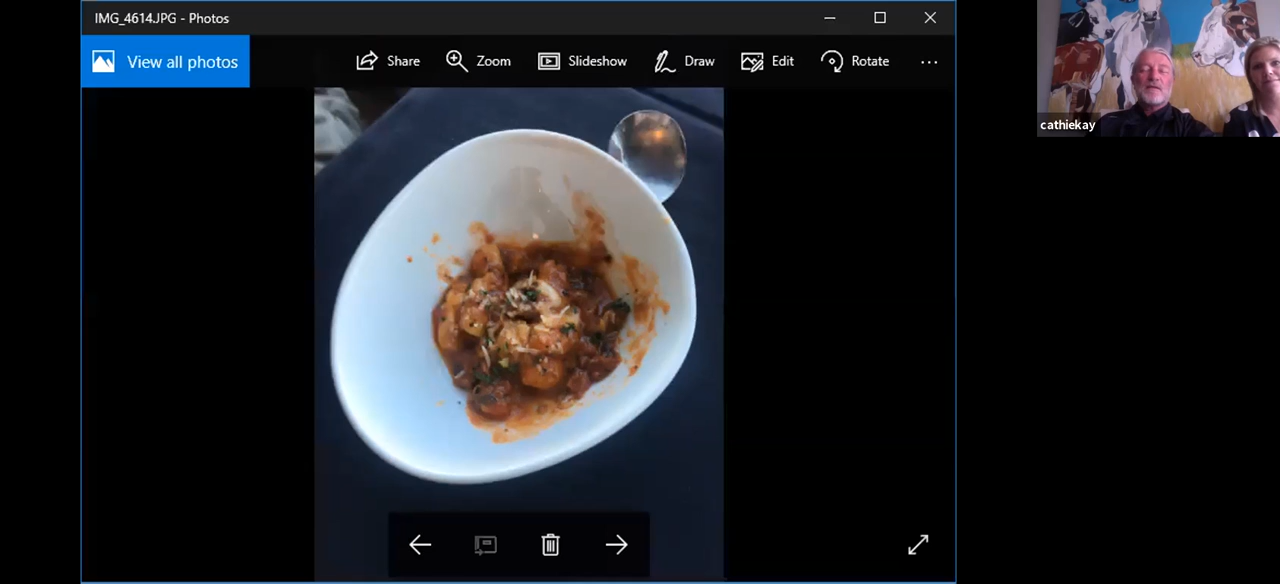 IMG_4614.JPG - Photos
View all photos
Share
Zoom
Slideshow
Draw
Edit
Rotate
cathiekay